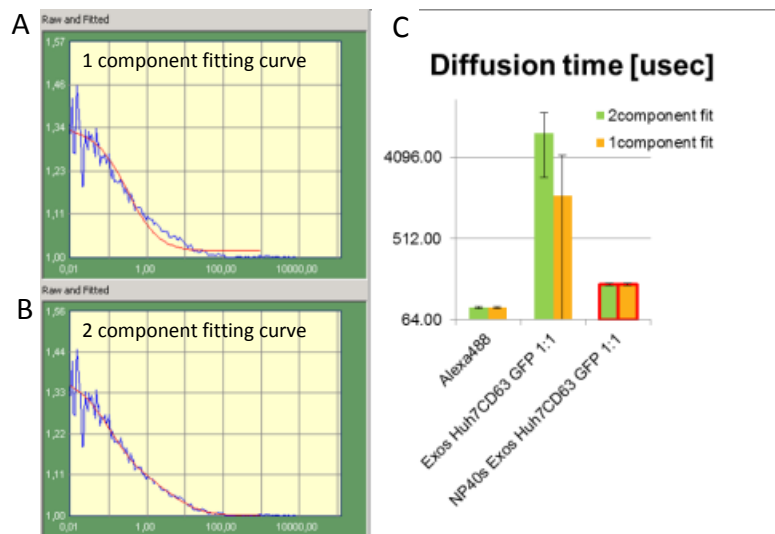 A
Raw and Fitted
1,57
1 component fitting curve
1,46
1,34
1,23
1,11
1,00
0,01 1,00 100,00 10000,00
B
Raw and Fitted
1,56
2 component fitting curve
1,44
1,33
1,22
1,11
1,00
0,01 1,00 100,00 10000,00
C
Diffusion time [usec]
2component fit
1component fit
4096.00
512.00
64.00
Alexa488
Exos Huh7CD63 GFP 1:1
NP40s Exos Huh7CD63 GFP 1:1